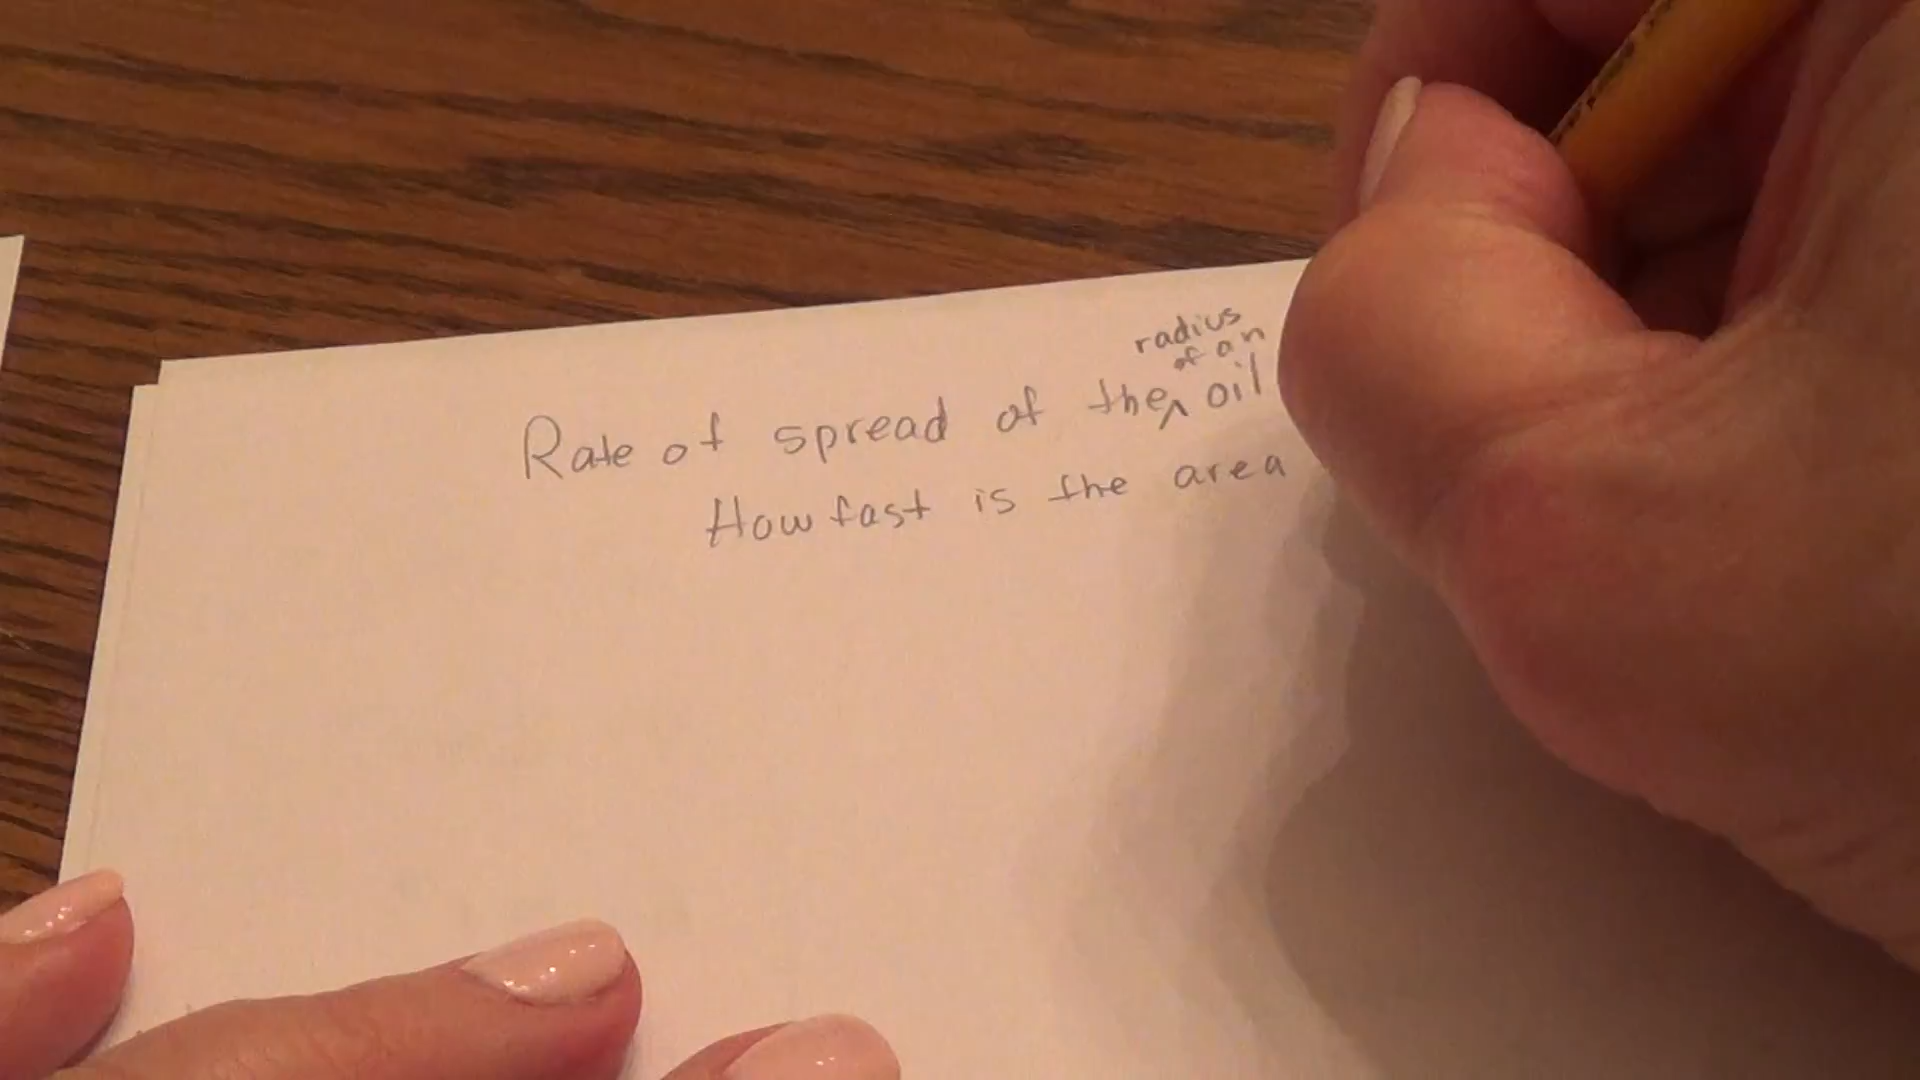 radius
of an
Rate of spread of the ^ oil
How fast is the area